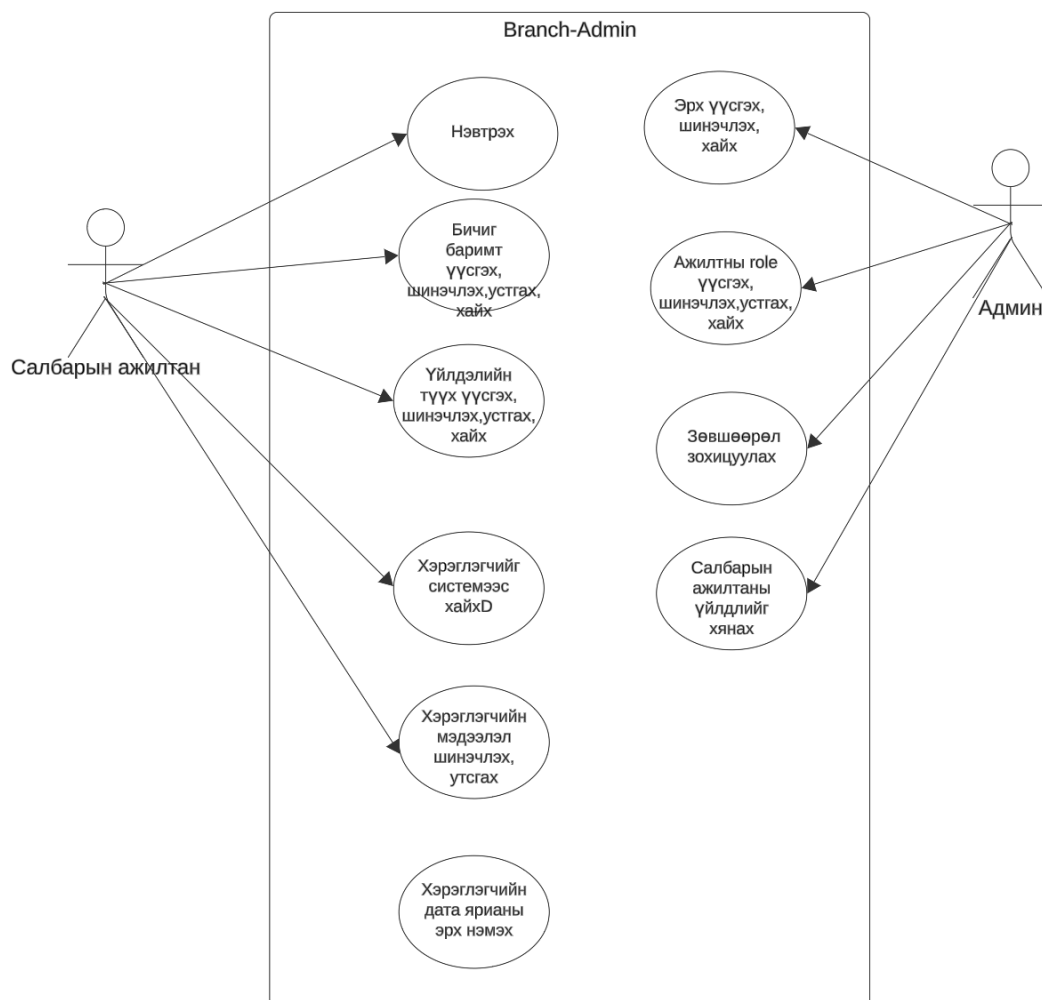 Branch-Admin
Нэвтрэх
Эрх үүсгэх,
шинэчлэх,
хайх
Бичиг
баримт
үүсгэх,
шинэчлэх,устгах,
хайх
Ажилтны role
үүсгэх,
шинэчлэх,устгах,
хайх
Админ
Салбарын ажилтан
Үйлдэлийн
түүх үүсгэх,
шинэчлэх,устгах,
хайх
Зөвшөөрөл
зохицуулах
Хэрэглэгчийг
системээс
хайхD
Салбарын
ажилтаны
үйлдлийг
хянах
Хэрэглэгчийн
мэдээлэл
шинэчлэх,
утсгах
Хэрэглэгчийн
дата ярианы
эрх нэмэх